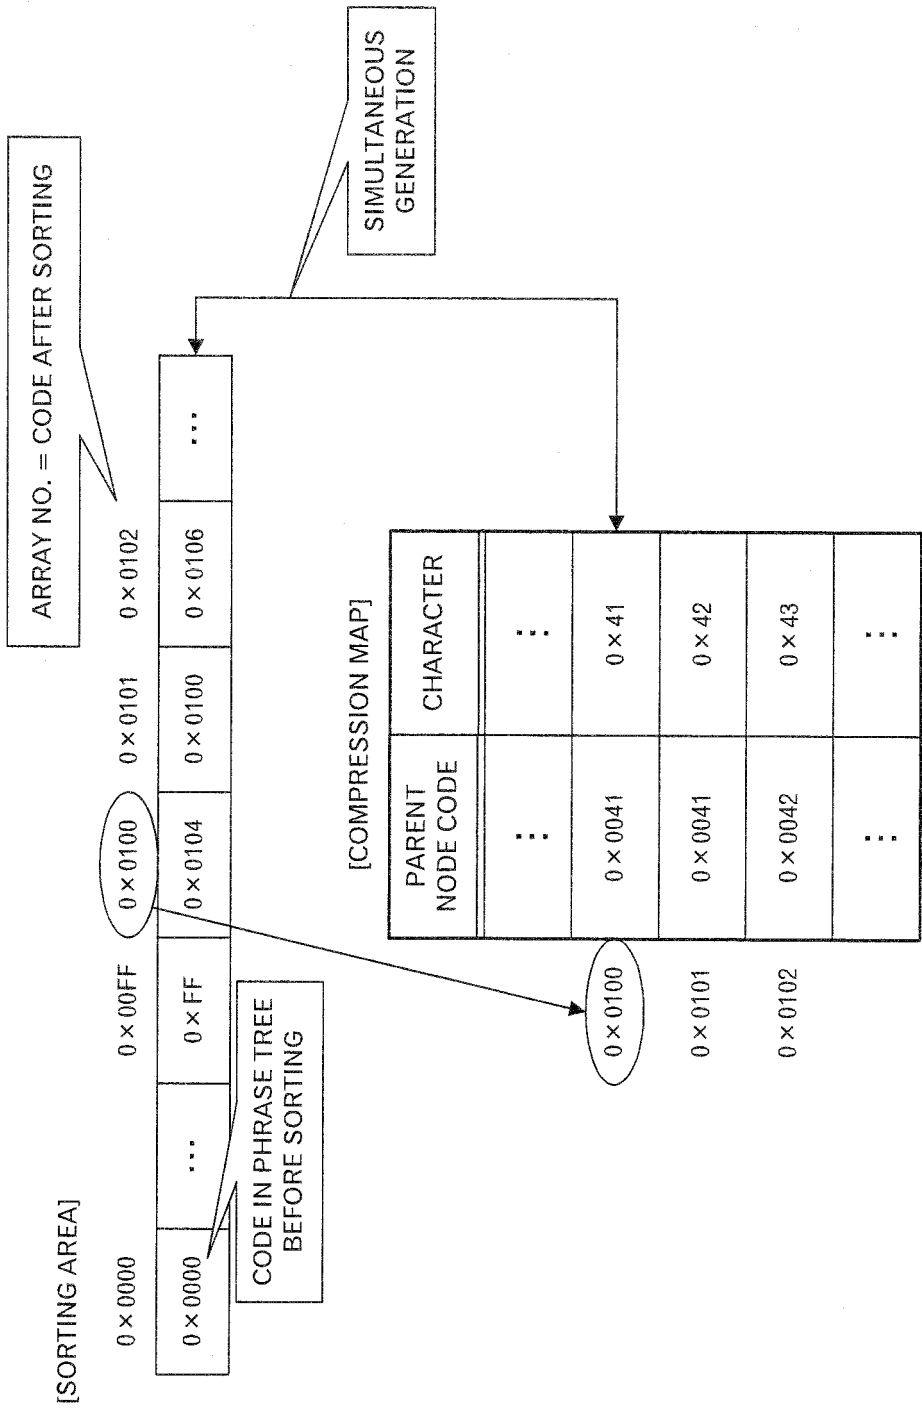 ARRAY NO. = CODE AFTER SORTING
[SORTING AREA]
0×0000 0×00FF 0×0100 0×0101 0×0102
0×0000 ... 0×FF 0×0104 0×0100 0×0106 ...
CODE IN PHRASE TREE
BEFORE SORTING
SIMULTANEOUS
GENERATION
[COMPRESSION MAP]
PARENT
NODE CODE
CHARACTER
... ...
0×0100 0×0041 0×41
0×0101 0×0041 0×42
0×0102 0×0042 0×43
... ...